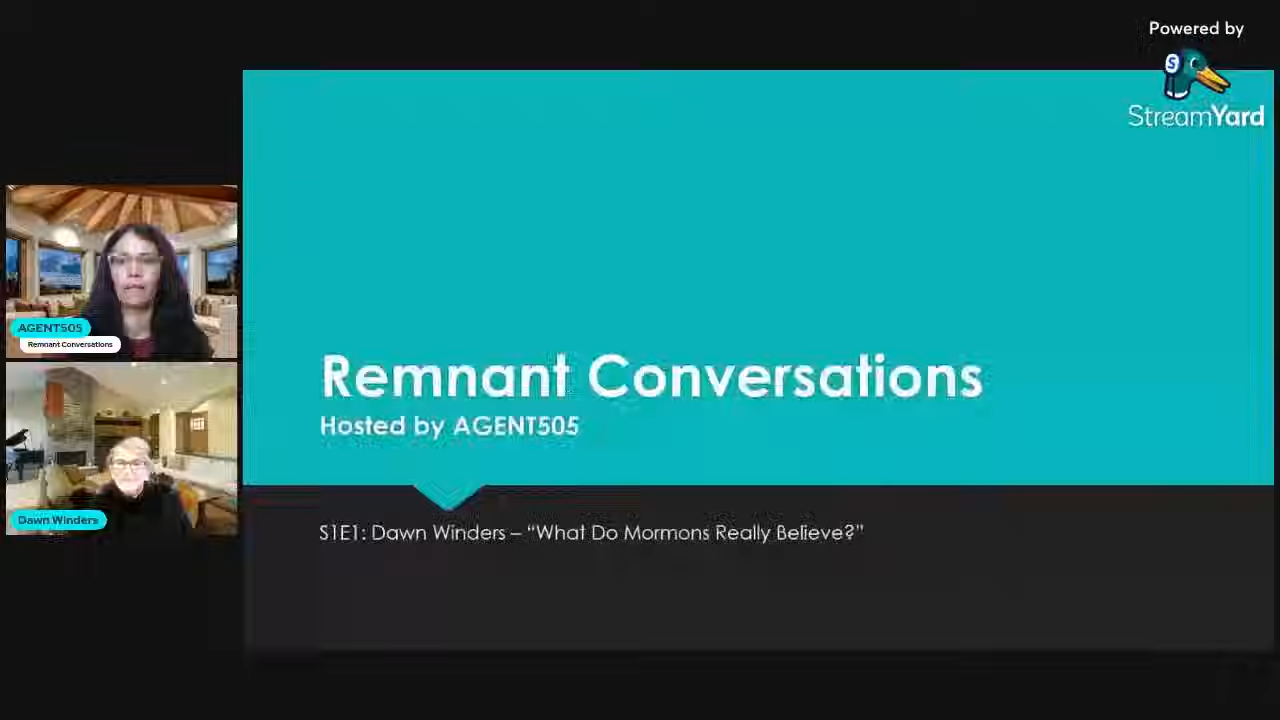 Powered by
S
StreamYard
AGENT505
Remnant Conversations
Dawn Winders
Remnant Conversations
Hosted by AGENT505
S1E1: Dawn Winders – “What Do Mormons Really Believe?”